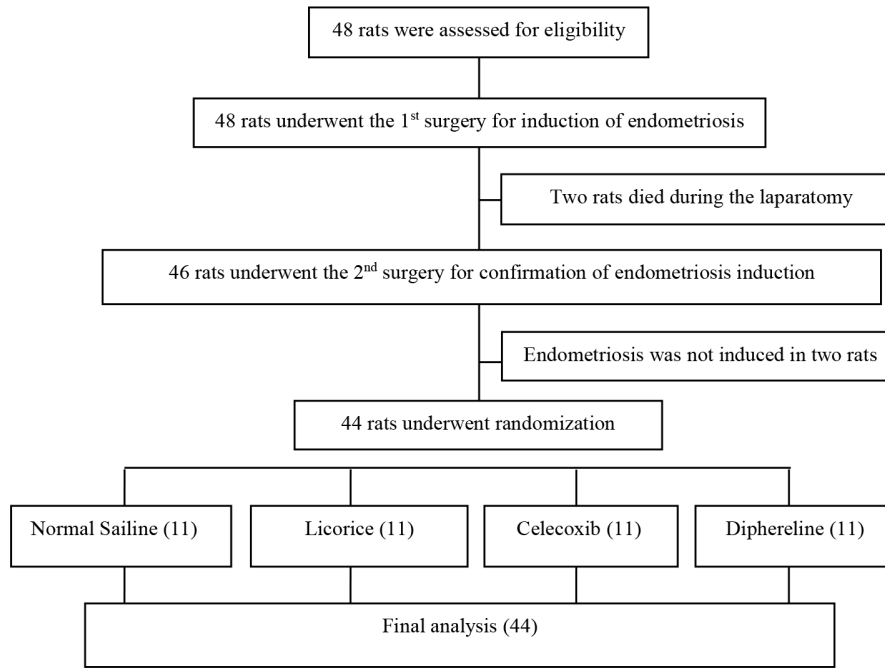 48 rats were assessed for eligibility
48 rats underwent the 1st surgery for induction of endometriosis
Two rats died during the laparatomy
46 rats underwent the 2nd surgery for confirmation of endometriosis induction
Endometriosis was not induced in two rats
44 rats underwent randomization
Normal Sailine (11)
Licorice (11)
Celecoxib (11)
Diphereline (11)
Final analysis (44)